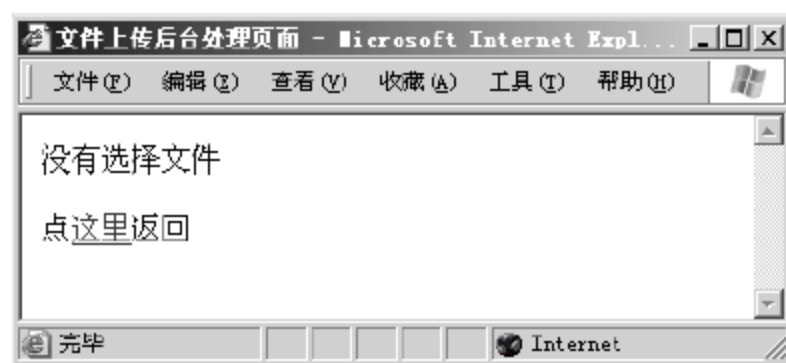 文件上传后台处理页面 - Microsoft Internet Expl...
文件(F) 编辑(E) 查看(V) 收藏(A) 工具(T) 帮助(H)
没有选择文件
点这里返回
完毕 Internet